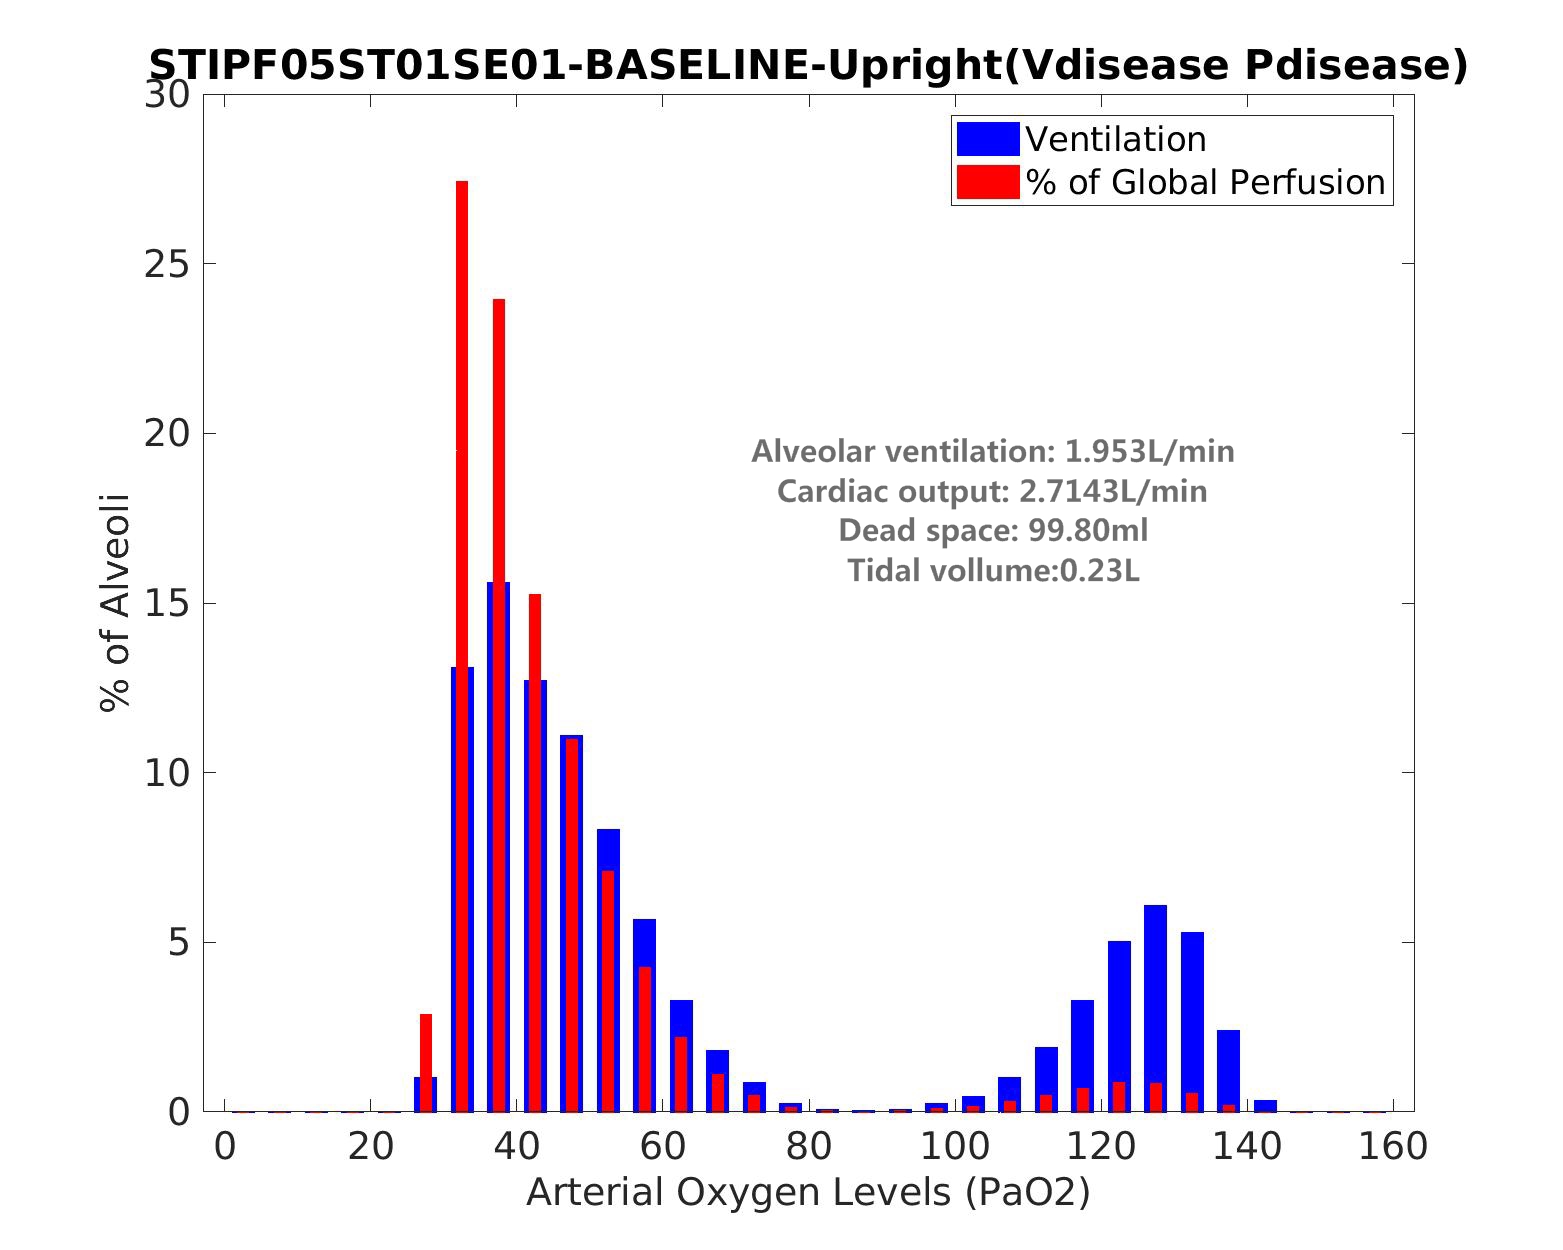 STIPF05ST01SE01-BASELINE-Upright(Vdisease Pdisease)
30
25
20
15
10
5
0
% of Alveoli
Ventilation
% of Global Perfusion
Alveolar ventilation: 1.953L/min
Cardiac output: 2.7143L/min
Dead space: 99.80ml
Tidal vollume:0.23L
0 20 40 60 80 100 120 140 160
Arterial Oxygen Levels (PaO2)